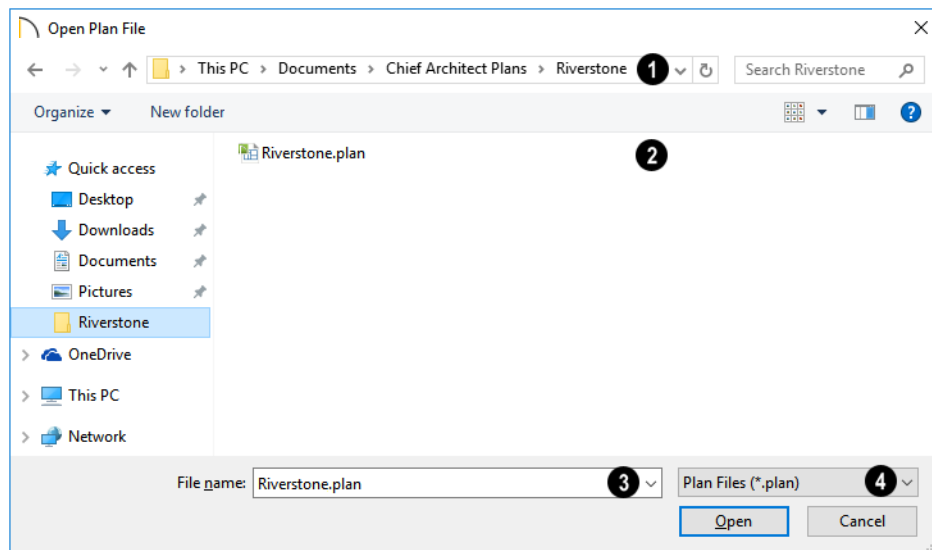 Open Plan File
This PC > Documents > Chief Architect Plans > Riverstone 1 Search Riverstone
Organize New folder ?
Quick access
Riverstone.plan 2
Desktop
Downloads
Documents
Pictures
Riverstone
OneDrive
This PC
Network
File name: Riverstone.plan 3 Plan Files (*.plan) 4
Open Cancel